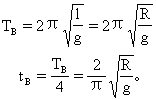 T_B = 2π√(l/g) = 2π√(R/g)
t_B = T_B/4 = 2/π √(R/g)。